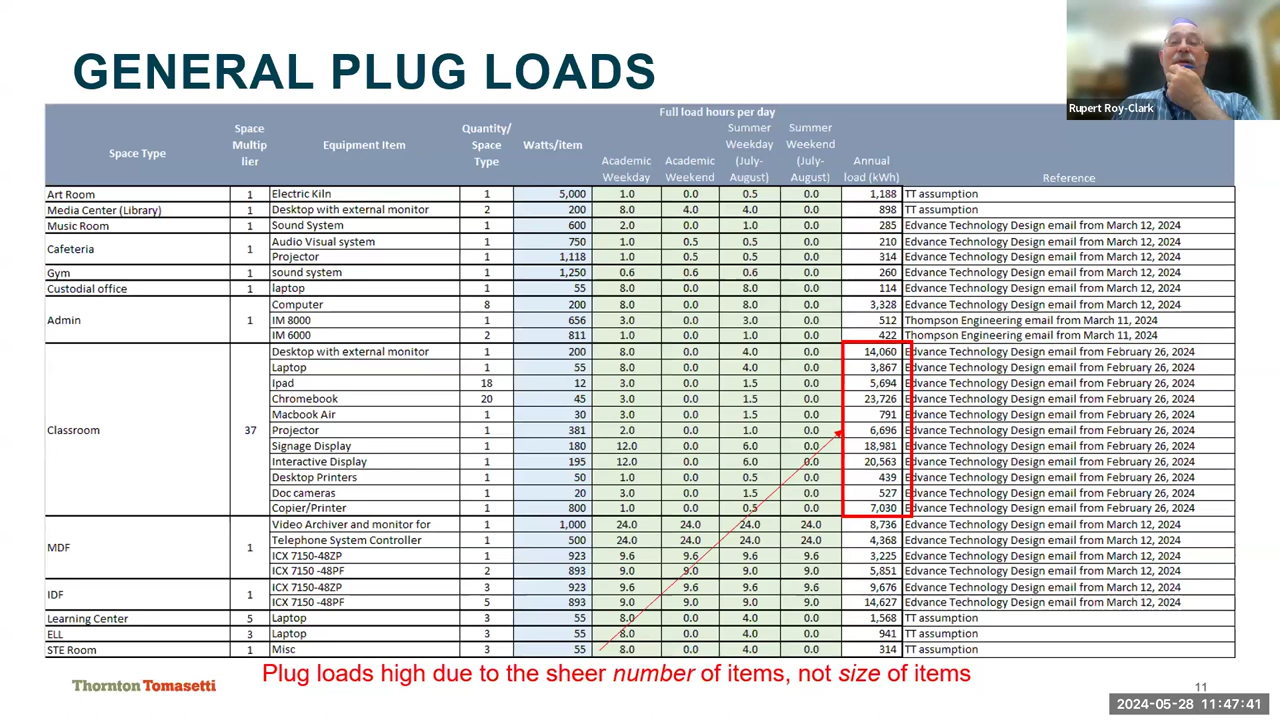 GENERAL PLUG LOADS
Rupert Roy-Clark
Space Type Space Multiplier Equipment Item Quantity/ Space Type Watts/item Full load hours per day Academic Weekday Academic Weekend Summer Weekday (July-August) Summer Weekend (July-August) Annual load (kWh) Reference
Art Room 1 Electric Kiln 1 5,000 1.0 0.0 0.5 0.0 1,188 TT assumption
Media Center (Library) 1 Desktop with external monitor 2 200 8.0 4.0 4.0 0.0 898 TT assumption
Music Room 1 Sound System 1 600 2.0 0.0 1.0 0.0 285 Edvance Technology Design email from March 12, 2024
Cafeteria 1 Audio Visual system 1 750 1.0 0.5 0.5 0.0 210 Edvance Technology Design email from March 12, 2024
Projector 1 1,118 1.0 0.5 0.5 0.0 314 Edvance Technology Design email from March 12, 2024
Gym 1 sound system 1 1,250 0.6 0.6 0.6 0.0 260 Edvance Technology Design email from March 12, 2024
Custodial office 1 laptop 1 55 8.0 0.0 8.0 0.0 114 Edvance Technology Design email from March 12, 2024
Admin 1 Computer 8 200 8.0 0.0 8.0 0.0 3,328 Edvance Technology Design email from March 12, 2024
IM 8000 1 656 3.0 0.0 3.0 0.0 512 Thompson Engineering email from March 11, 2024
IM 6000 2 811 1.0 0.0 1.0 0.0 422 Thompson Engineering email from March 11, 2024
Classroom 37 Desktop with external monitor 1 200 8.0 0.0 4.0 0.0 14,060 Edvance Technology Design email from February 26, 2024
Laptop 1 55 8.0 0.0 4.0 0.0 3,867 Edvance Technology Design email from February 26, 2024
Ipad 18 12 3.0 0.0 1.5 0.0 5,694 Edvance Technology Design email from February 26, 2024
Chromebook 20 45 3.0 0.0 1.5 0.0 23,726 Edvance Technology Design email from February 26, 2024
Macbook Air 1 30 3.0 0.0 1.5 0.0 791 Edvance Technology Design email from February 26, 2024
Projector 1 381 2.0 0.0 1.0 0.0 6,696 Edvance Technology Design email from February 26, 2024
Signage Display 1 180 12.0 0.0 6.0 0.0 18,981 Edvance Technology Design email from February 26, 2024
Interactive Display 1 195 12.0 0.0 6.0 0.0 20,563 Edvance Technology Design email from February 26, 2024
Desktop Printers 1 50 1.0 0.0 0.5 0.0 439 Edvance Technology Design email from February 26, 2024
Doc cameras 1 20 3.0 0.0 1.5 0.0 527 Edvance Technology Design email from February 26, 2024
Copier/Printer 1 800 1.0 0.0 0.5 0.0 7,030 Edvance Technology Design email from February 26, 2024
MDF 1 Video Archiver and monitor for 1 1,000 24.0 24.0 24.0 24.0 8,736 Edvance Technology Design email from March 12, 2024
Telephone System Controller 1 500 24.0 24.0 24.0 24.0 4,368 Edvance Technology Design email from March 12, 2024
ICX 7150-48ZP 1 923 9.6 9.6 9.6 9.6 3,225 Edvance Technology Design email from March 12, 2024
ICX 7150 -48PF 2 893 9.0 9.0 9.0 9.0 5,851 Edvance Technology Design email from March 12, 2024
IDF 1 ICX 7150-48ZP 3 923 9.6 9.6 9.6 9.6 9,676 Edvance Technology Design email from March 12, 2024
ICX 7150 -48PF 5 893 9.0 9.0 9.0 9.0 14,627 Edvance Technology Design email from March 12, 2024
Learning Center 5 Laptop 3 55 8.0 0.0 4.0 0.0 1,568 TT assumption
ELL 3 Laptop 3 55 8.0 0.0 4.0 0.0 941 TT assumption
STE Room 1 Misc 3 55 8.0 0.0 4.0 0.0 314 TT assumption
Plug loads high due to the sheer number of items, not size of items
Thornton Tomasetti
11
2024-05-28 11:47:41